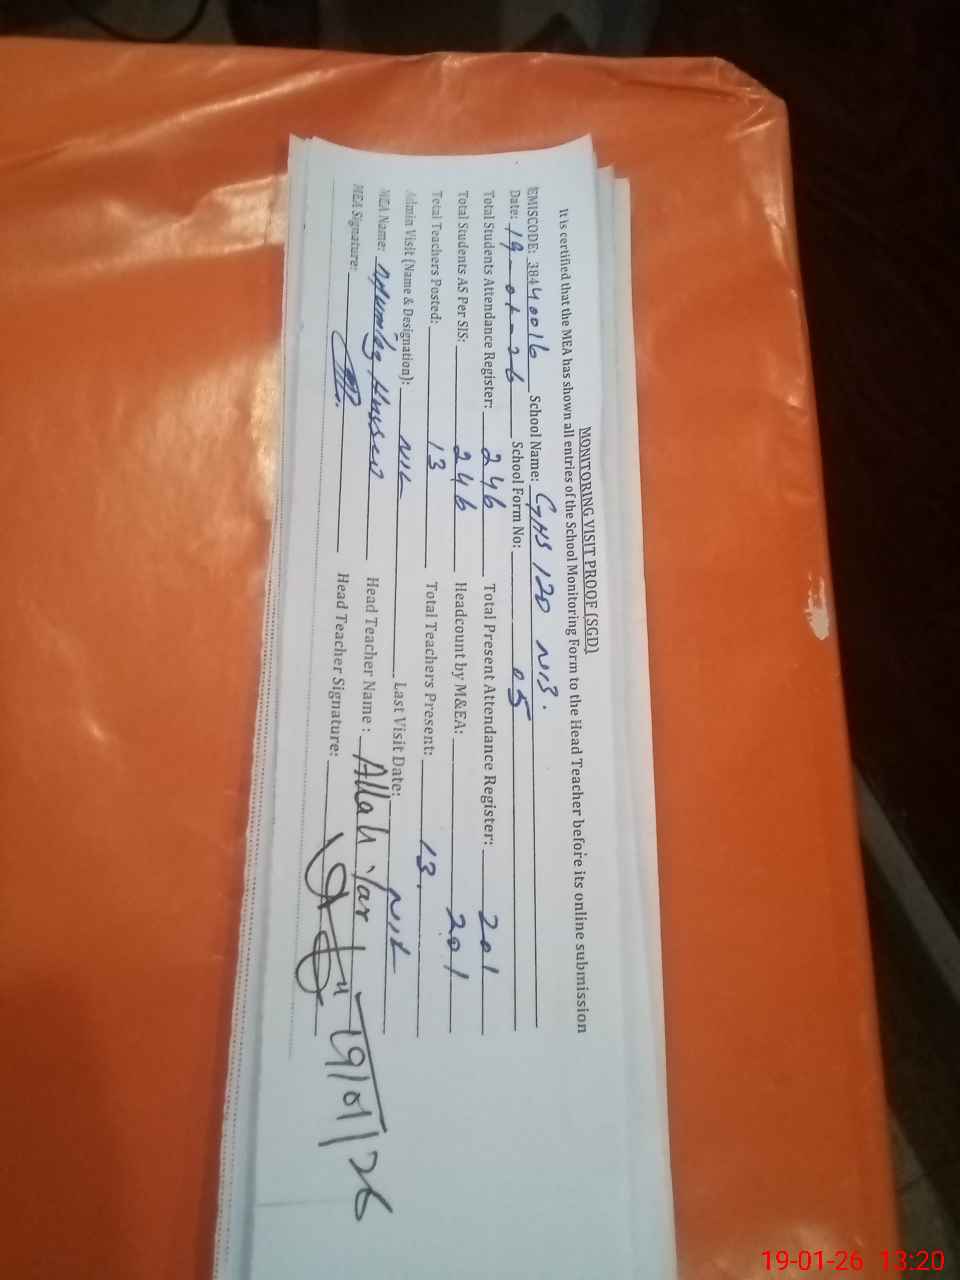 MONITORING VISIT PROOF (SGD)
It is certified that the MEA has shown all entries of the School Monitoring Form to the Head Teacher before its online submission
EMISCODE: 38440016 School Name: GHS 120 NB.
Date: 19-01-26 School Form No: 05
Total Students Attendance Register: 246 Total Present Attendance Register: 201
Total Students AS Per SIS: 246 Headcount by M&EA: 201
Total Teachers Posted: 13 Total Teachers Present: 13.
Admin Visit (Name & Designation): NIL Last Visit Date: NIL
MEA Name: Head Teacher Name : Allah Yar
MEA Signature: Head Teacher Signature:
19/01/26
19-01-26 13:20